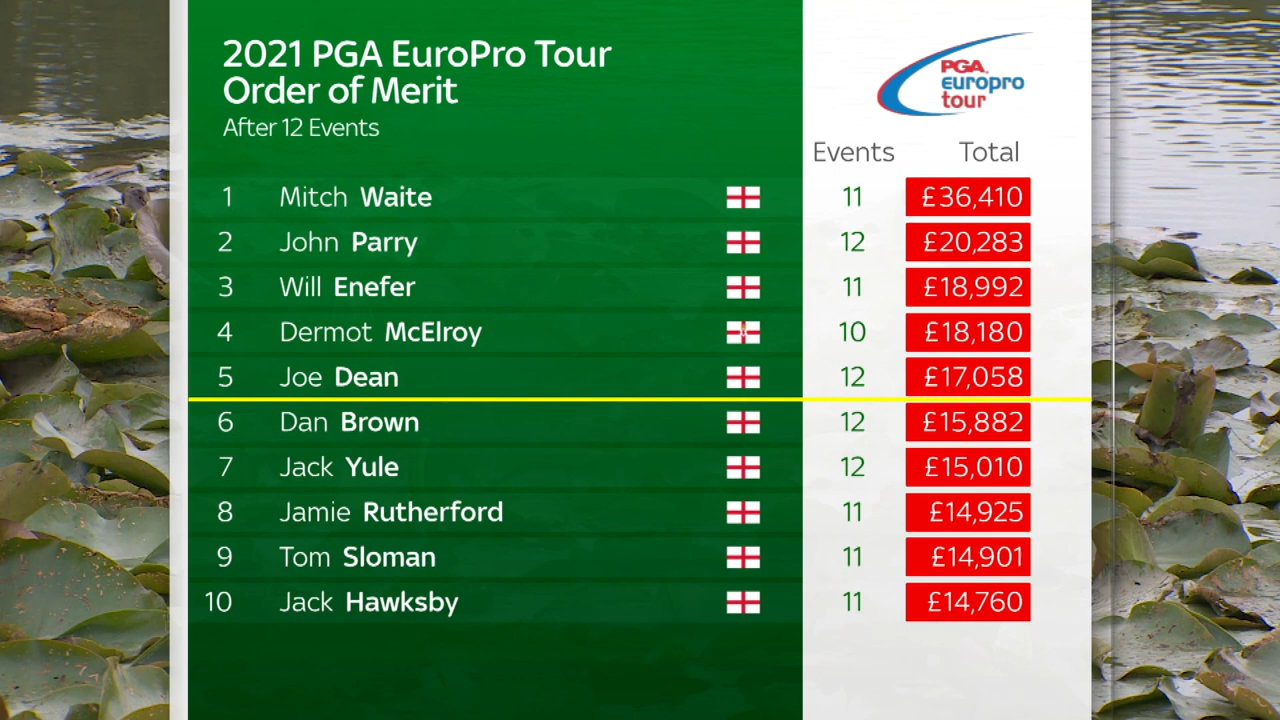 2021 PGA EuroPro Tour
Order of Merit
After 12 Events
PGA
europro
tour
Events Total
1 Mitch Waite 11 £36,410
2 John Parry 12 £20,283
3 Will Enefer 11 £18,992
4 Dermot McElroy 10 £18,180
5 Joe Dean 12 £17,058
6 Dan Brown 12 £15,882
7 Jack Yule 12 £15,010
8 Jamie Rutherford 11 £14,925
9 Tom Sloman 11 £14,901
10 Jack Hawksby 11 £14,760